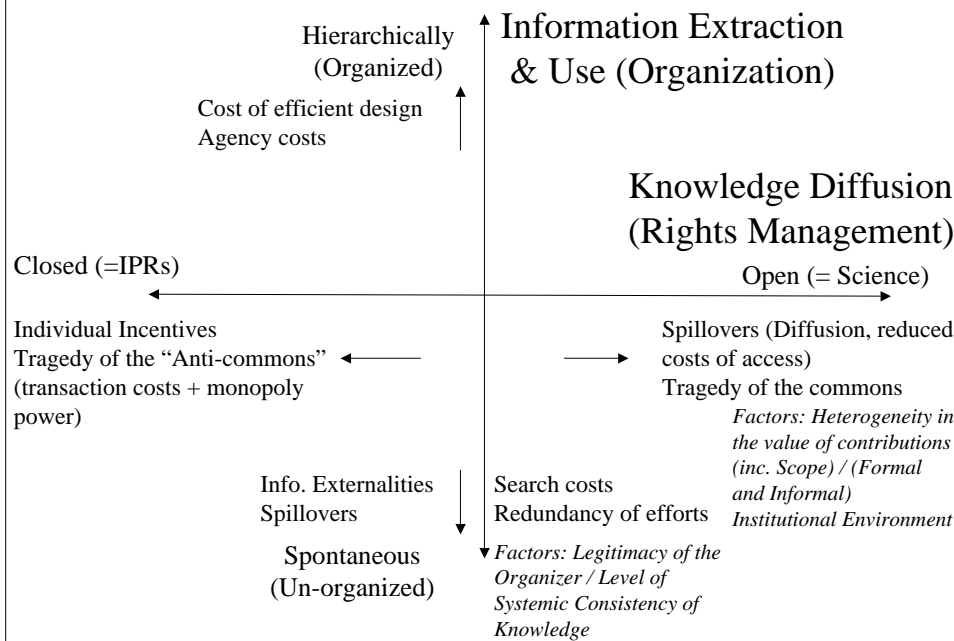 Hierarchically
(Organized)
Information Extraction
& Use (Organization)
Cost of efficient design
Agency costs
Knowledge Diffusion
(Rights Management)
Closed (=IPRs)
Open (= Science)
Individual Incentives
Tragedy of the “Anti-commons”
(transaction costs + monopoly
power)
Spillovers (Diffusion, reduced
costs of access)
Tragedy of the commons
Factors: Heterogeneity in
the value of contributions
(inc. Scope) / (Formal
and Informal)
Institutional Environment
Info. Externalities
Spillovers
Search costs
Redundancy of efforts
Spontaneous
(Un-organized)
Factors: Legitimacy of the
Organizer / Level of
Systemic Consistency of
Knowledge